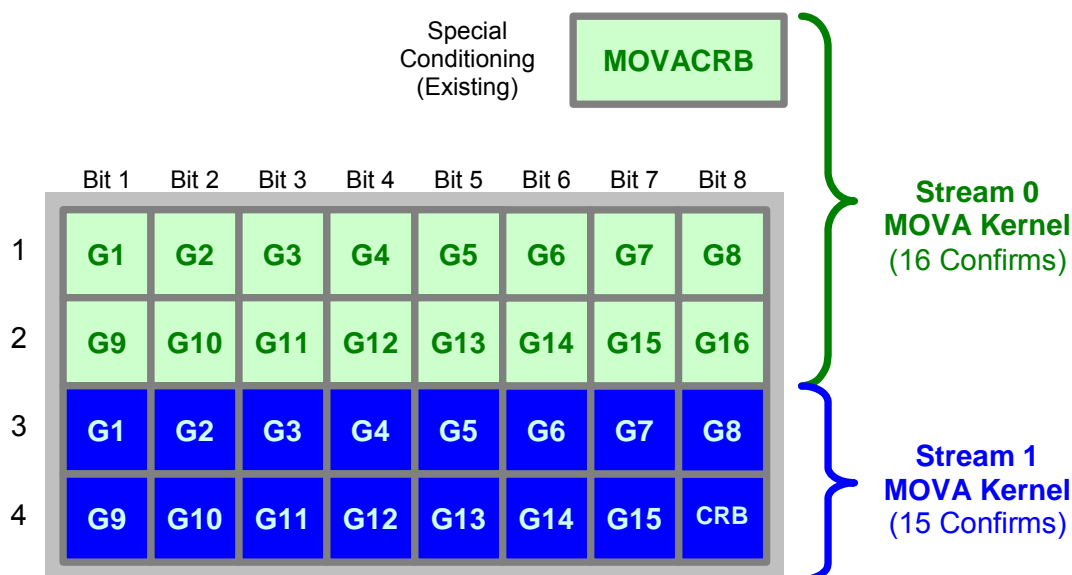 Special
Conditioning
(Existing)
MOVACRB
Bit 1 Bit 2 Bit 3 Bit 4 Bit 5 Bit 6 Bit 7 Bit 8
1 G1 G2 G3 G4 G5 G6 G7 G8
2 G9 G10 G11 G12 G13 G14 G15 G16
3 G1 G2 G3 G4 G5 G6 G7 G8
4 G9 G10 G11 G12 G13 G14 G15 CRB
Stream 0
MOVA Kernel
(16 Confirms)
Stream 1
MOVA Kernel
(15 Confirms)